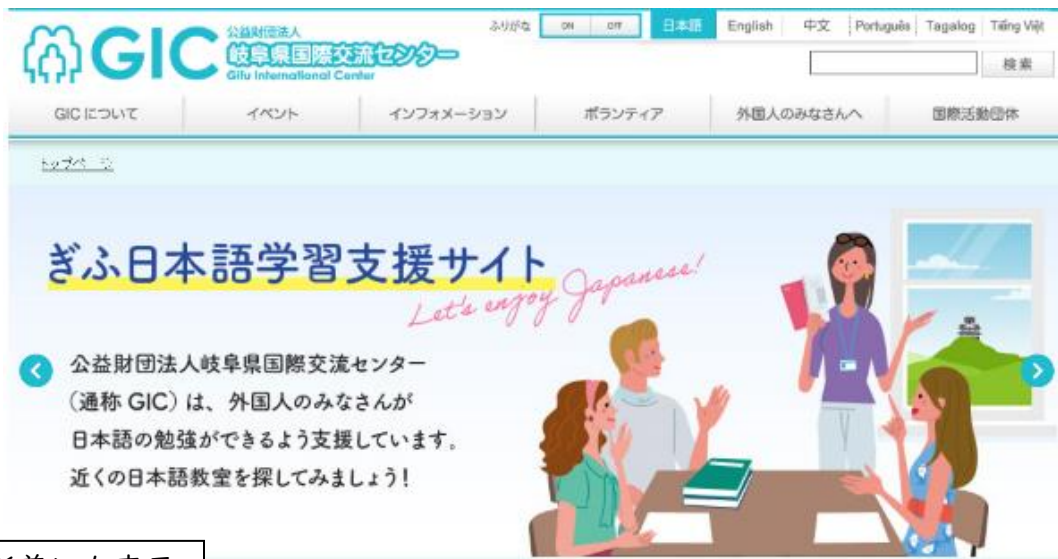 GIC
公益財団法人
岐阜県国際交流センター
Gifu International Center
ふりがな ON OFF 日本語 English 中文 Português Tagalog Tiếng Việt
検索
GICについて イベント インフォメーション ボランティア 外国人のみなさんへ 国際活動団体
トップページ
ぎふ日本語学習支援サイト
Let's enjoy Japanese!
公益財団法人岐阜県国際交流センター
(通称 GIC)は、外国人のみなさんが
日本語の勉強ができるよう支援しています。
近くの日本語教室を探してみましょう!